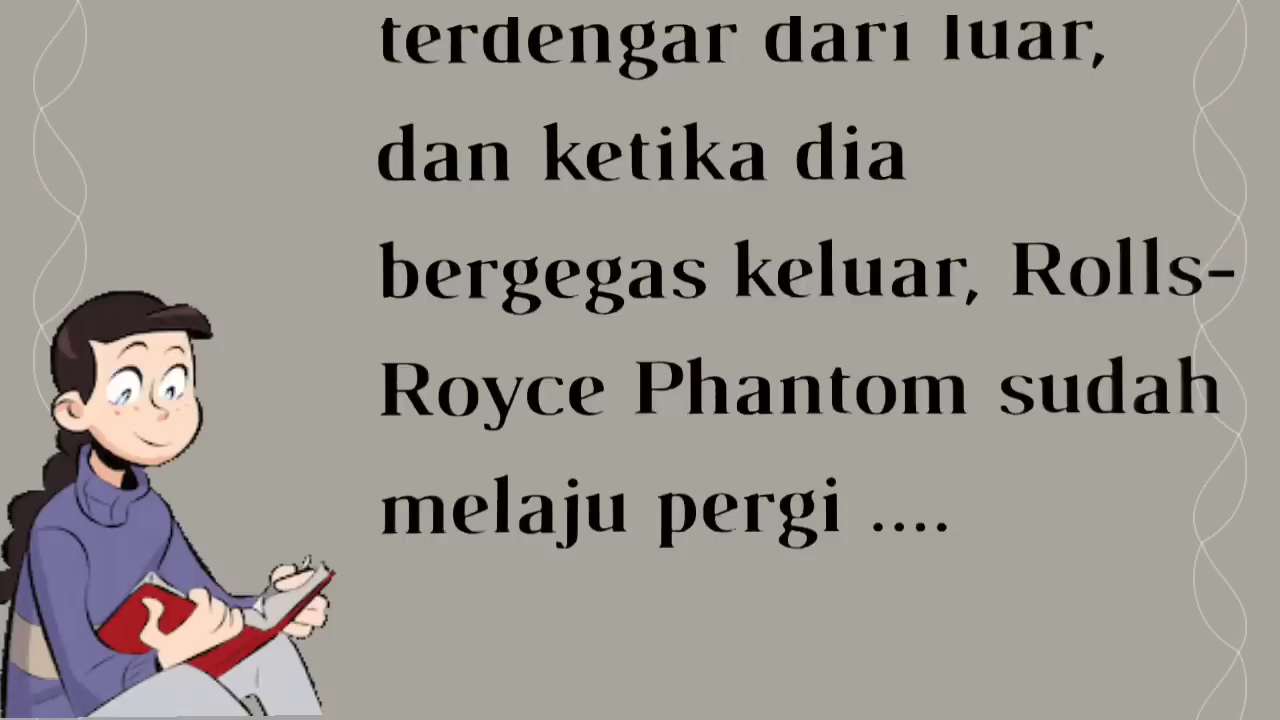 terdengar dari luar,
dan ketika dia
bergegas keluar, Rolls-
Royce Phantom sudah
melaju pergi ....